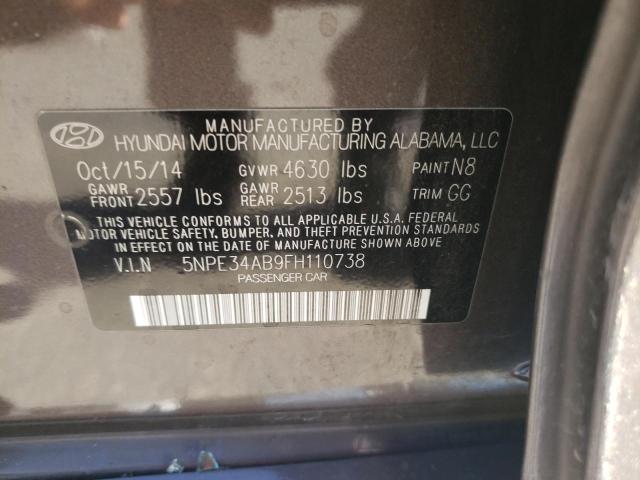 MANUFACTURED BY
HYUNDAI MOTOR MANUFACTURING ALABAMA, LLC
Oct/15/14 GVWR 4630 lbs PAINT N8
GAWR FRONT 2557 lbs GAWR REAR 2513 lbs TRIM GG
THIS VEHICLE CONFORMS TO ALL APPLICABLE U.S.A. FEDERAL
MOTOR VEHICLE SAFETY, BUMPER, AND THEFT PREVENTION STANDARDS
IN EFFECT ON THE DATE OF MANUFACTURE SHOWN ABOVE
V.I.N 5NPE34AB9FH110738
PASSENGER CAR